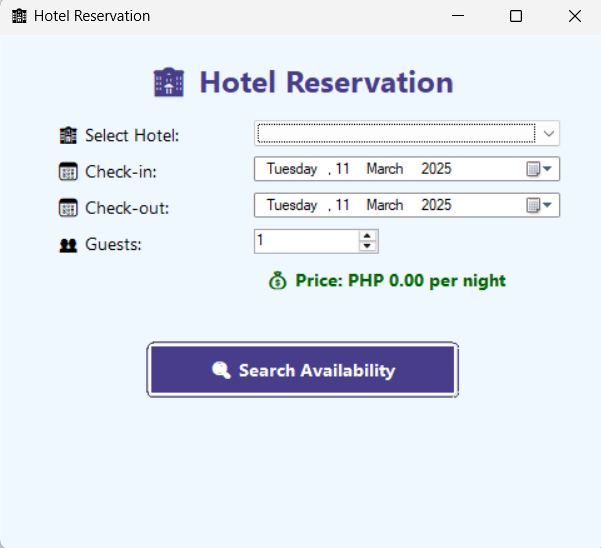 Hotel Reservation
Hotel Reservation
Select Hotel:
Check-in: Tuesday , 11 March 2025
Check-out: Tuesday , 11 March 2025
Guests: 1
Price: PHP 0.00 per night
Search Availability